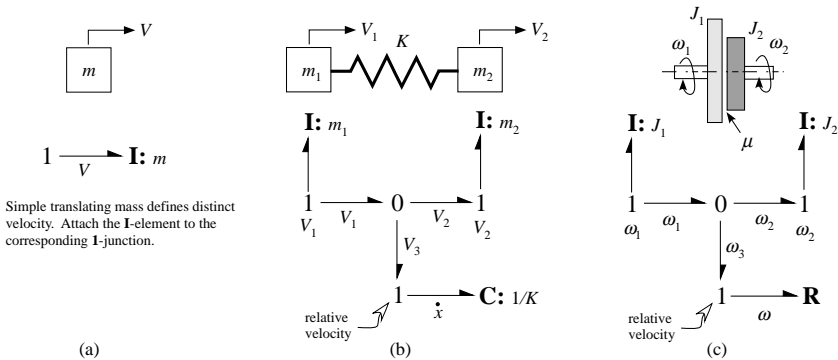 V
m
1
V
I: m
Simple translating mass defines distinct
velocity. Attach the I-element to the
corresponding 1-junction.
(a)
V₁
K
V₂
m₁
m₂
I: m₁
I: m₂
1
V₁
V₁
0
V₂
1
V₂
V₃
1
ẋ
C: 1/K
relative
velocity
(b)
J₁
J₂
ω₁
ω₂
μ
I: J₁
I: J₂
1
ω₁
ω₁
0
ω₂
1
ω₂
ω₃
1
ω
R
relative
velocity
(c)